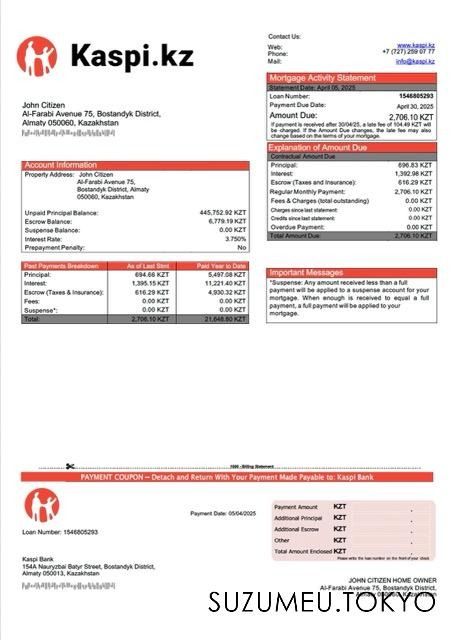 Kaspi.kz
Contact Us:
Web: www.kaspi.kz
Phone: +7 (727) 259 07 77
Mail: info@kaspi.kz
John Citizen
Al-Farabi Avenue 75, Bostandyk District,
Almaty 050060, Kazakhstan
Mortgage Activity Statement
Statement Date: April 05, 2025
Loan Number: 1546805293
Payment Due Date: April 30, 2025
Amount Due: 2,706.10 KZT
If payment is received after 30/04/25, a late fee of 104.49 KZT will
be charged. If the Amount Due changes, the late fee may also
change based on the terms of your mortgage.
Explanation of Amount Due
Contractual Amount Due
Principal: 696.83 KZT
Interest: 1,392.98 KZT
Escrow (Taxes and Insurance): 616.29 KZT
Regular Monthly Payment: 2,706.10 KZT
Fees & Charges (total outstanding) 0.00 KZT
Charges since last statement: 0.00 KZT
Credits since last statement: 0.00 KZT
Overdue Payment: 0.00 KZT
Total Amount Due: 2,706.10 KZT
Account Information
Property Address: John Citizen
Al-Farabi Avenue 75,
Bostandyk District, Almaty
050060, Kazakhstan
Unpaid Principal Balance: 445,752.92 KZT
Escrow Balance: 6,779.19 KZT
Suspense Balance: 0.00 KZT
Interest Rate: 3.750%
Prepayment Penalty: No
Past Payments Breakdown As of Last Stmt Paid Year to Date
Principal: 694.66 KZT 5,497.08 KZT
Interest: 1,395.15 KZT 11,221.40 KZT
Escrow (Taxes & Insurance): 616.29 KZT 4,930.32 KZT
Fees: 0.00 KZT 0.00 KZT
Suspense*: 0.00 KZT 0.00 KZT
Total: 2,706.10 KZT 21,648.80 KZT
Important Messages
*Suspense: Any amount received less than a full
payment will be applied to a suspense account for your
mortgage. When enough is received to equal a full
payment, a full payment will be applied to your
mortgage.
1000 - Billing Statement
PAYMENT COUPON – Detach and Return With Your Payment Made Payable to: Kaspi Bank
Payment Date: 05/04/2025
Loan Number: 1546805293
Payment Amount KZT .
Additional Principal KZT .
Additional Escrow KZT .
Other KZT .
Total Amount Enclosed KZT .
Please write the loan number on the front of your check
Kaspi Bank
154A Nauryzbai Batyr Street, Bostandyk District,
Almaty 050013, Kazakhstan
JOHN CITIZEN HOME OWNER
Al-Farabi Avenue 75, Bostandyk District,
Almaty 050060, Kazakhstan
SUZUMEU.TOKYO